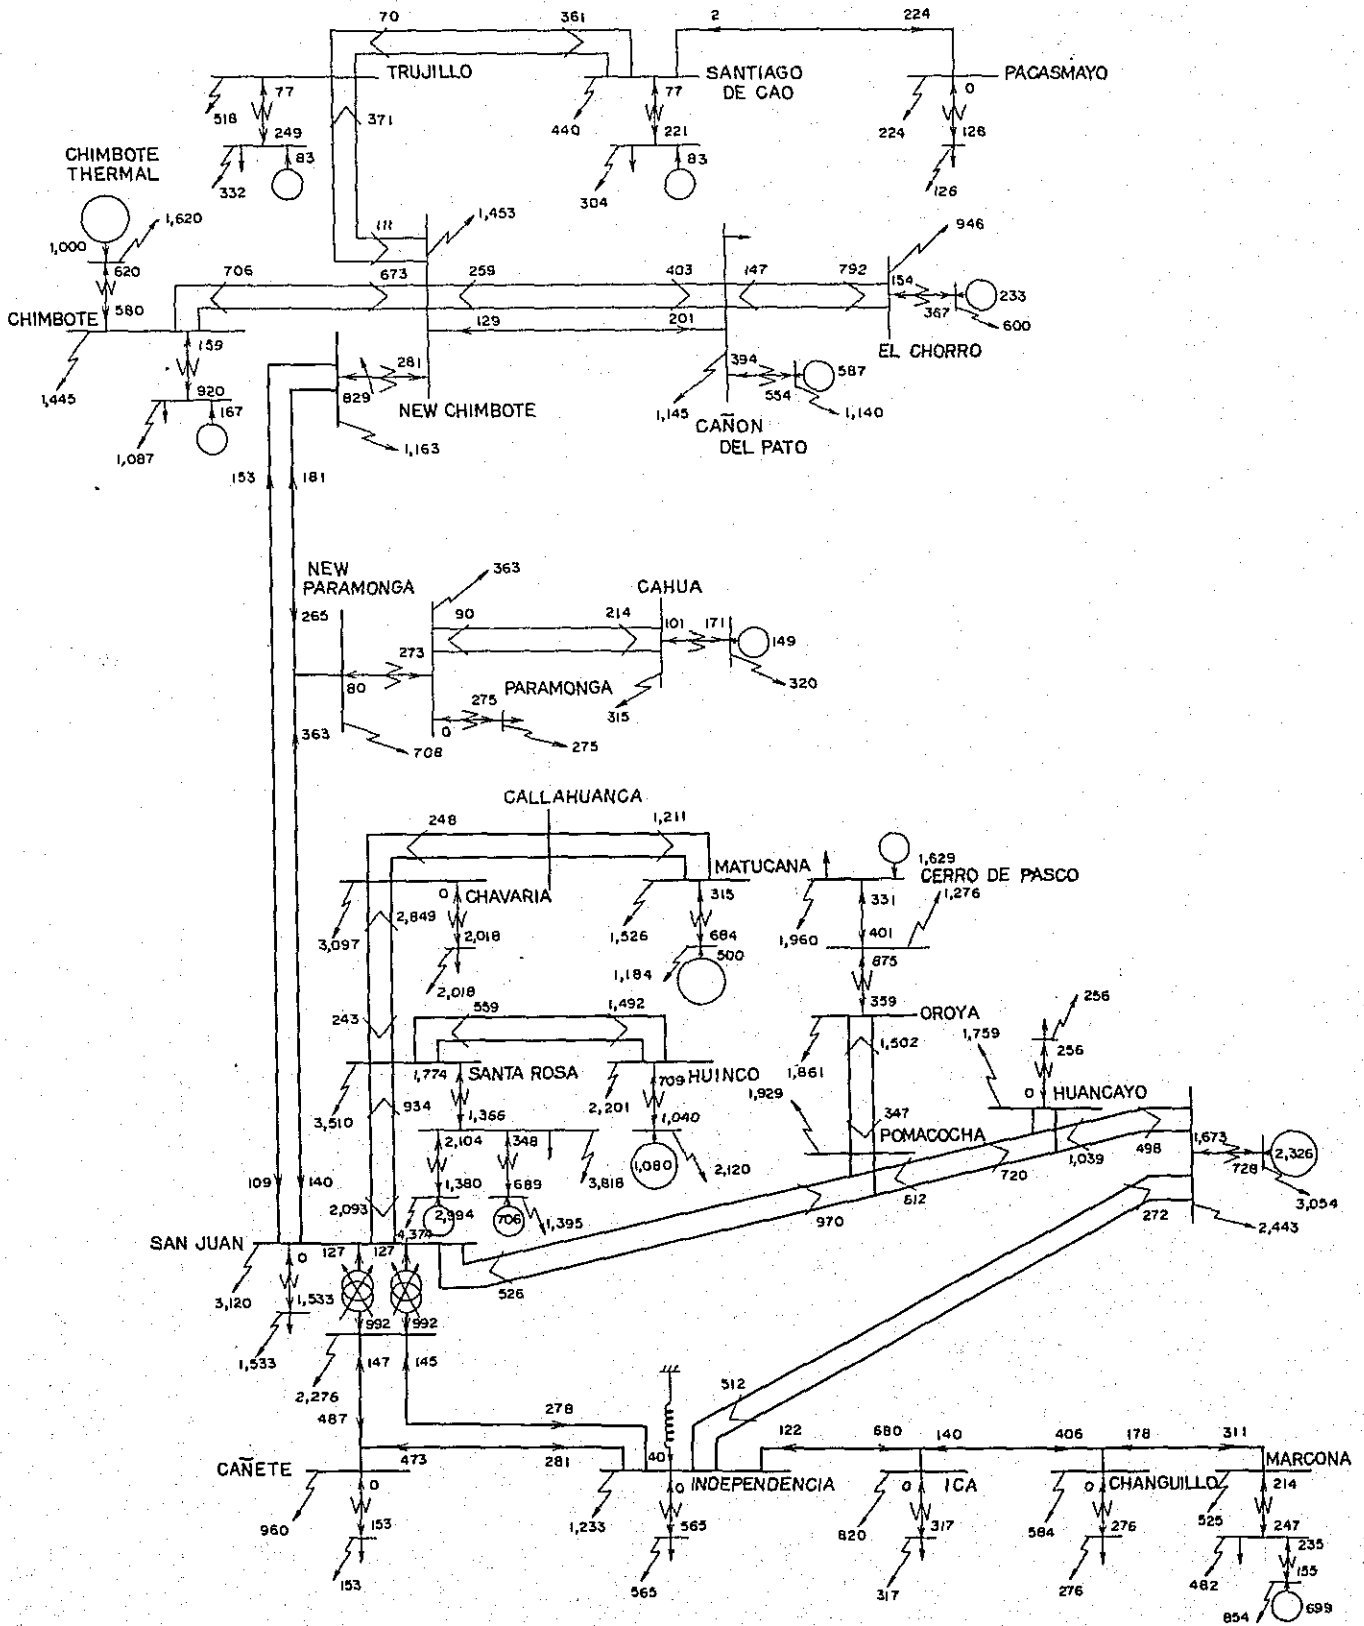 70 361 2 224
TRUJILLO
SANTIAGO
DE CAO
PACASMAYO
77 77 0
518 371 440 224
249 221 126
83 83
332 304 126
CHIMBOTE
THERMAL
1,620
1,000
620
580
111 1,453
946
706 673 259 403 147 792
154 233
367 600
CHIMBOTE
159
129 201
EL CHORRO
281 394 587
829 554
1,445 920
167
NEW CHIMBOTE
1,145 1,140
CAÑON
DEL PATO
1,087
1,163
153 181
NEW
PARAMONGA
363
CAHUA
265
90 214
101 171
149
273
80
PARAMONGA
275
320
315
363
0
708 275
CALLAHUANCA
248 1,211
MATUCANA
1,629
CERRO DE PASCO
0
CHAVARIA
315
331
1,276
2,849
3,097
2,018
1,526
684
500
1,960 401
875
1,184
2,018
359
OROYA
256
243
559 1,492
1,759
1,502
256
1,774
SANTA ROSA
709
HUINCO
1,861
1,929
0
HUANCAYO
934
2,201
3,510
1,366
1,040
347
POMACOCHA
2,104 348
1,080
2,120
3,818
1,039 498
1,673
2,326
728
720
612
3,054
109 140
2,093
1,380 689
2,994 706
1,395
970
272
2,443
SAN JUAN
0 127 127
4,374
526
3,120
1,533
992 992
1,533
147 145
2,276
487
278
512
122 680 140 406 178 311
CAÑETE
473 281
40
INDEPENDENCIA
ICA
CHANGUILLO
MARCONA
0 0 0 0 214
960
153
1,233
565
820
317
584
276
525
247
235
153
565
317
276
482
155
854
699